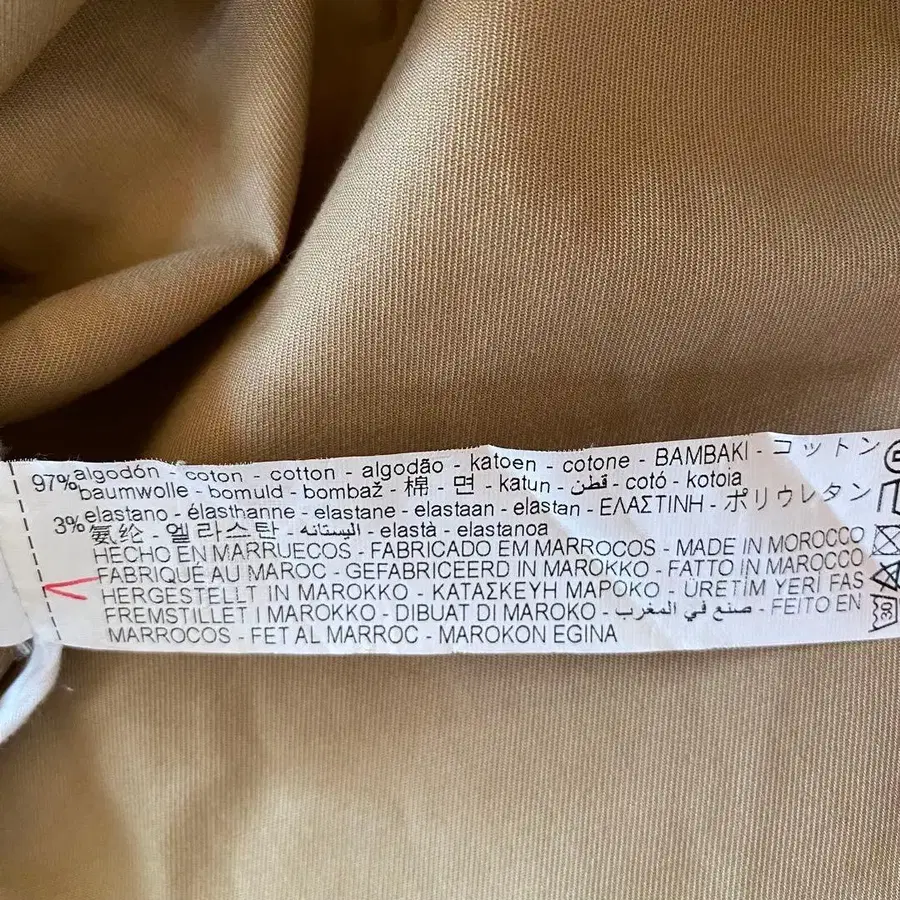 97% algodón - coton - cotton - algodão - katoen - cotone - BAMBAKI - コットン
baumwolle - bomuld - bombaž - 棉 - 면 - katun - قطن - cotó - kotoia
3% elastano - élasthanne - elastane - elastaan - elastan - ΕΛΑΣΤΙΝΗ - ポリウレタン
氨纶 - 엘라스탄 - اليستانه - elastà - elastanoa
HECHO EN MARRUECOS - FABRICADO EM MARROCOS - MADE IN MOROCCO
FABRIQUÉ AU MAROC - GEFABRICEERD IN MAROKKO - FATTO IN MAROCCO
HERGESTELLT IN MAROKKO - ΚΑΤΑΣΚΕΥΗ ΜΑΡΟΚΟ - ÜRETİM YERİ FAS
FREMSTILLET I MAROKKO - DIBUAT DI MAROKO - صنع في المغرب - FEITO EN
MARROCOS - FET AL MARROC - MAROKON EGINA
30